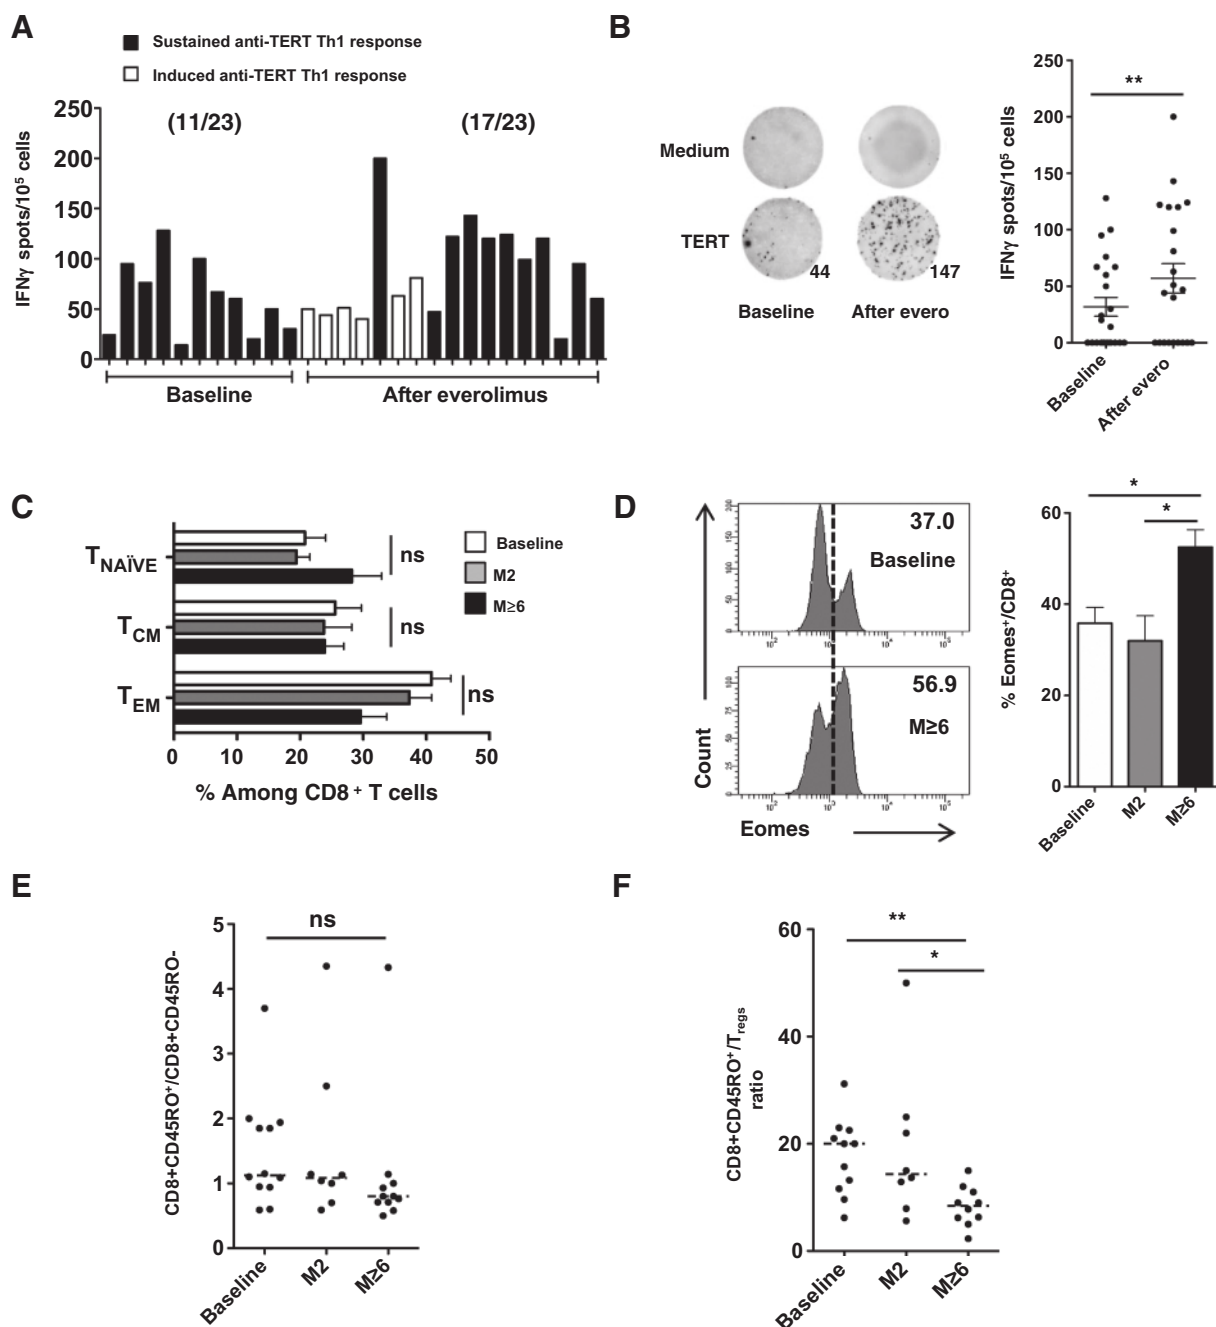 A
Sustained anti-TERT Th1 response
Induced anti-TERT Th1 response
IFNγ spots/10⁵ cells
250
200
150
100
50
0
(11/23)
(17/23)
Baseline
After everolimus
B
Medium
TERT
44
147
Baseline
After evero
IFNγ spots/10⁵ cells
250
200
150
100
50
0
**
Baseline
After evero
C
T_NAÏVE
T_CM
T_EM
ns
ns
ns
Baseline
M2
M≥6
0 10 20 30 40 50
% Among CD8⁺ T cells
D
Count
37.0
Baseline
56.9
M≥6
Eomes
% Eomes⁺/CD8⁺
60
40
20
0
*
*
Baseline
M2
M≥6
E
CD8+CD45RO⁺/CD8+CD45RO-
5
4
3
2
1
0
ns
Baseline
M2
M≥6
F
CD8+CD45RO⁺/T_regs
ratio
60
40
20
0
**
*
Baseline
M2
M≥6